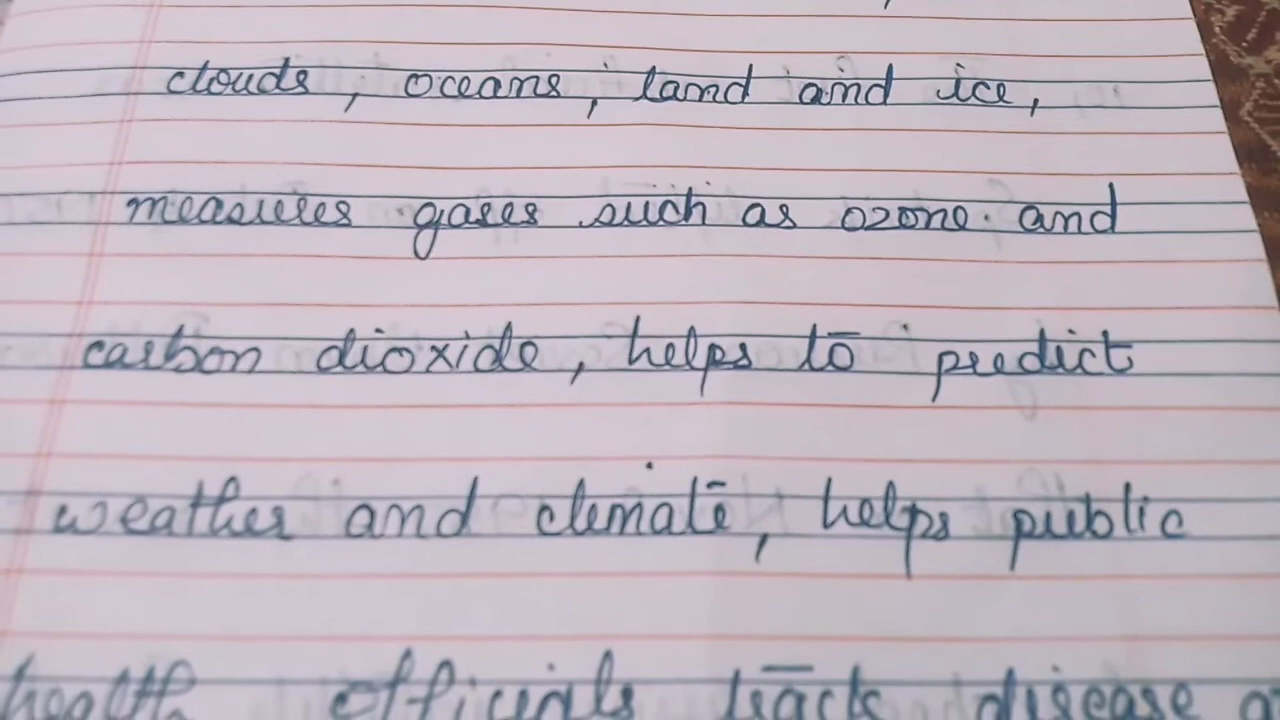 clouds, oceans, land and ice,
measures gases such as ozone and
carbon dioxide, helps to predict
weather and climate, helps public
health officials track disease